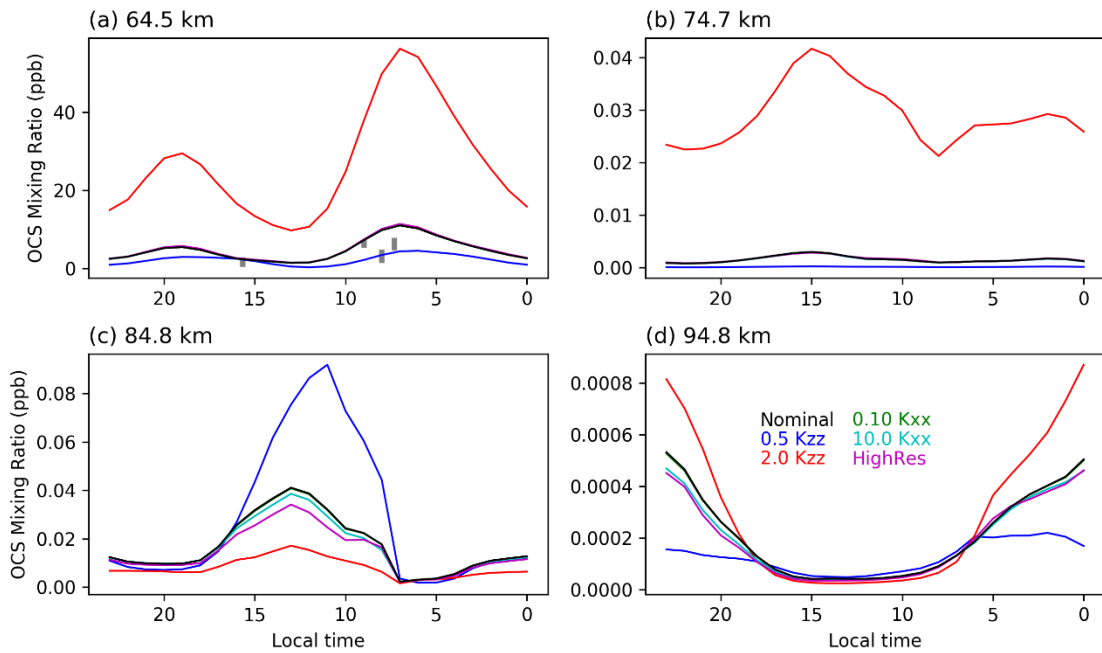 (a) 64.5 km
(b) 74.7 km
OCS Mixing Ratio (ppb)
40
20
0
20
15
10
5
0
0.04
0.03
0.02
0.01
0.00
20
15
10
5
0
(c) 84.8 km
(d) 94.8 km
OCS Mixing Ratio (ppb)
0.08
0.06
0.04
0.02
0.00
20
15
10
5
0
Local time
0.0008
0.0006
0.0004
0.0002
0.0000
Nominal
0.10 Kxx
0.5 Kzz
10.0 Kxx
2.0 Kzz
HighRes
20
15
10
5
0
Local time